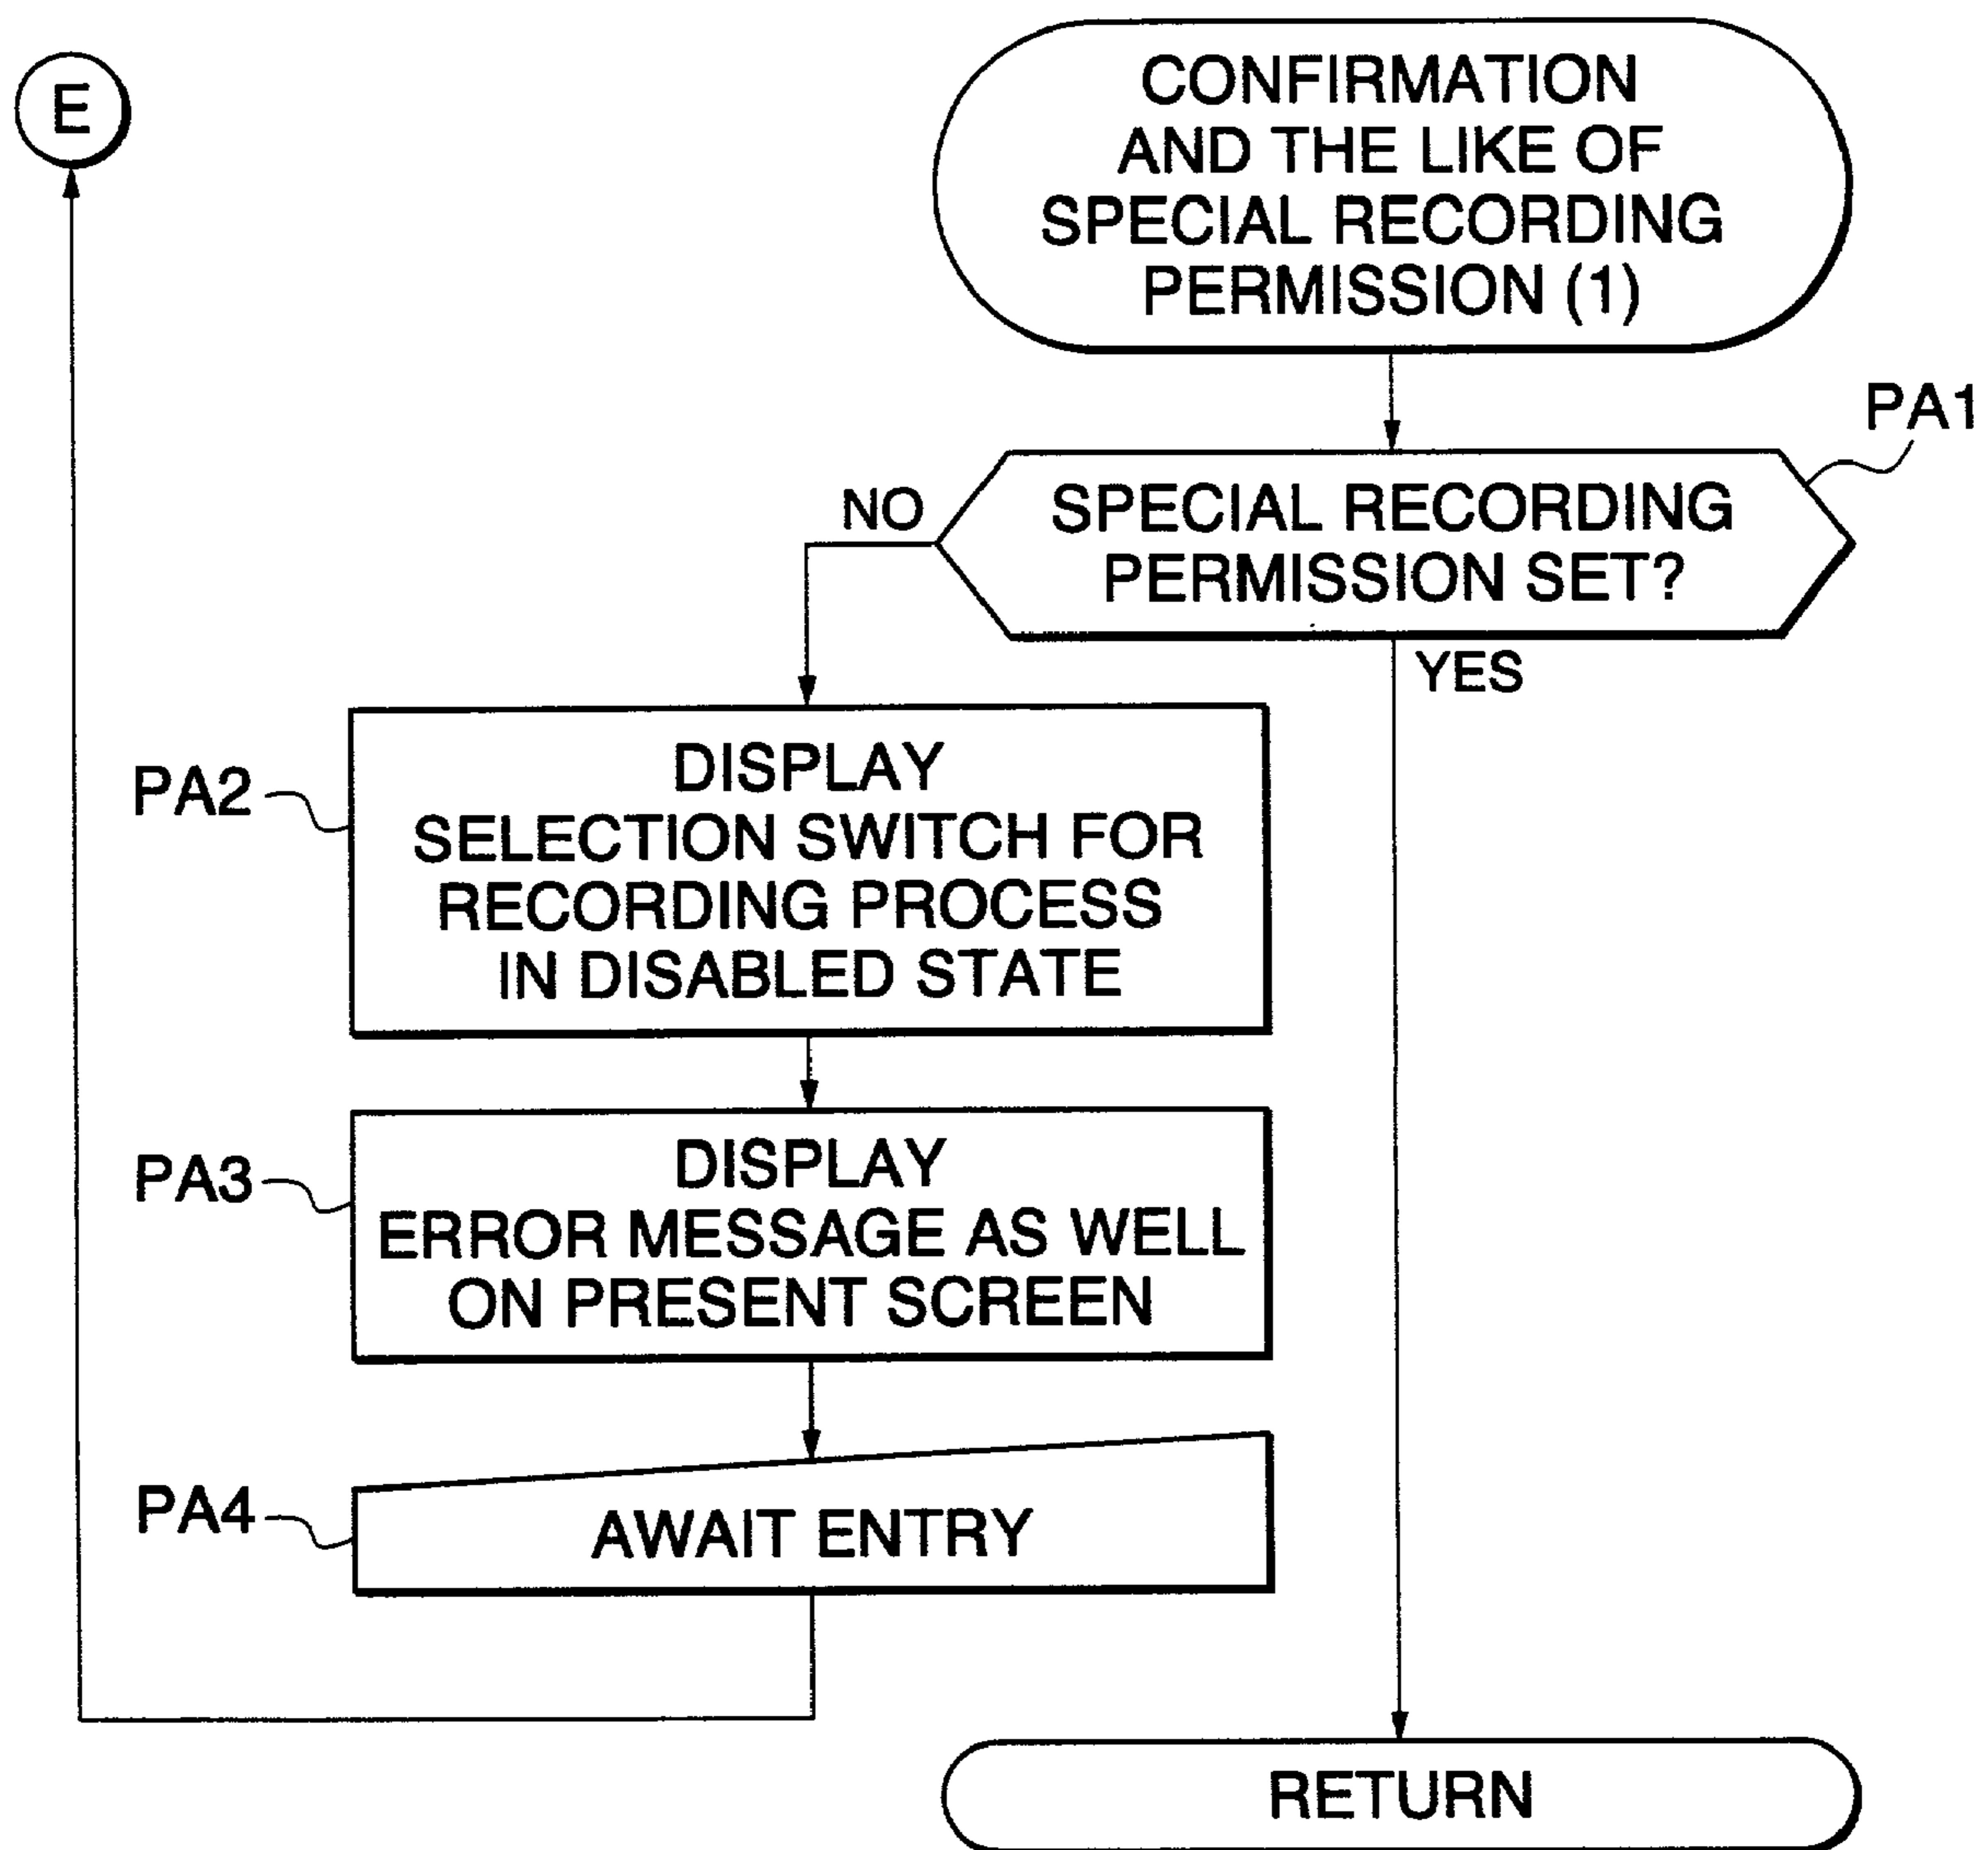 E
CONFIRMATION
AND THE LIKE OF
SPECIAL RECORDING
PERMISSION (1)
PA1
NO
SPECIAL RECORDING
PERMISSION SET?
YES
PA2
DISPLAY
SELECTION SWITCH FOR
RECORDING PROCESS
IN DISABLED STATE
PA3
DISPLAY
ERROR MESSAGE AS WELL
ON PRESENT SCREEN
PA4
AWAIT ENTRY
RETURN